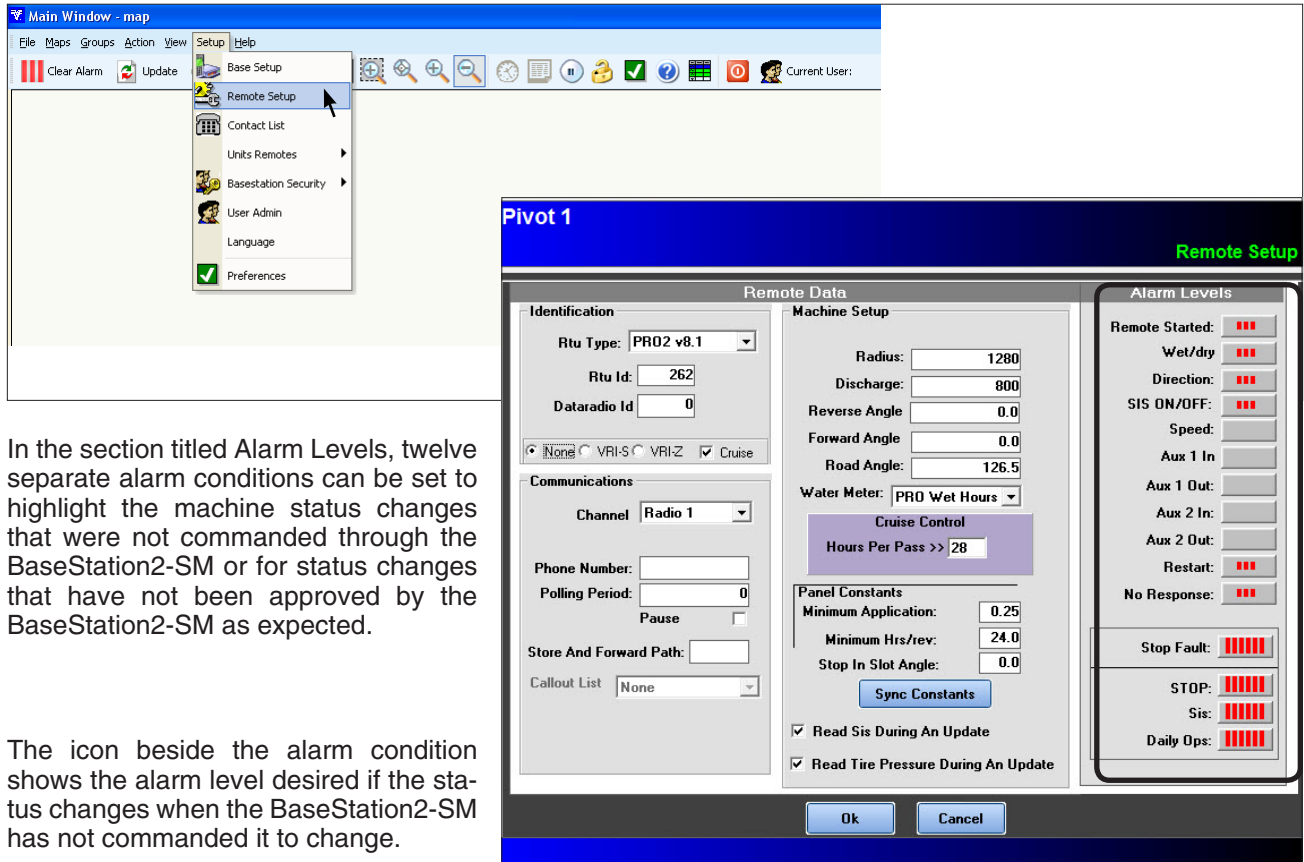 Main Window - map
File Maps Groups Action View Setup Help
Clear Alarm Update Current User:
Base Setup
Remote Setup
Contact List
Units Remotes
Basestation Security
User Admin
Language
Preferences
In the section titled Alarm Levels, twelve
separate alarm conditions can be set to
highlight the machine status changes
that were not commanded through the
BaseStation2-SM or for status changes
that have not been approved by the
BaseStation2-SM as expected.
The icon beside the alarm condition
shows the alarm level desired if the sta-
tus changes when the BaseStation2-SM
has not commanded it to change.
Pivot 1
Remote Setup
Remote Data
Identification
Rtu Type: PRO2 v8.1
Rtu Id: 262
Dataradio Id 0
None VRI-S VRI-Z Cruise
Communications
Channel Radio 1
Phone Number:
Polling Period: 0
Pause
Store And Forward Path:
Callout List None
Machine Setup
Radius: 1280
Discharge: 800
Reverse Angle 0.0
Forward Angle 0.0
Road Angle: 126.5
Water Meter: PRO Wet Hours
Cruise Control
Hours Per Pass >> 28
Panel Constants
Minimum Application: 0.25
Minimum Hrs/rev: 24.0
Stop In Slot Angle: 0.0
Sync Constants
Read Sis During An Update
Read Tire Pressure During An Update
Alarm Levels
Remote Started:
Wet/dry
Direction:
SIS ON/OFF:
Speed:
Aux 1 In
Aux 1 Out:
Aux 2 In:
Aux 2 Out:
Restart:
No Response:
Stop Fault:
STOP:
Sis:
Daily Ops:
Ok Cancel